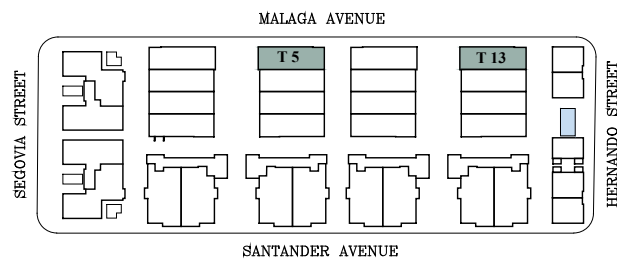 MALAGA AVENUE
T 5
T 13
SEGOVIA STREET
HERNANDO STREET
SANTANDER AVENUE